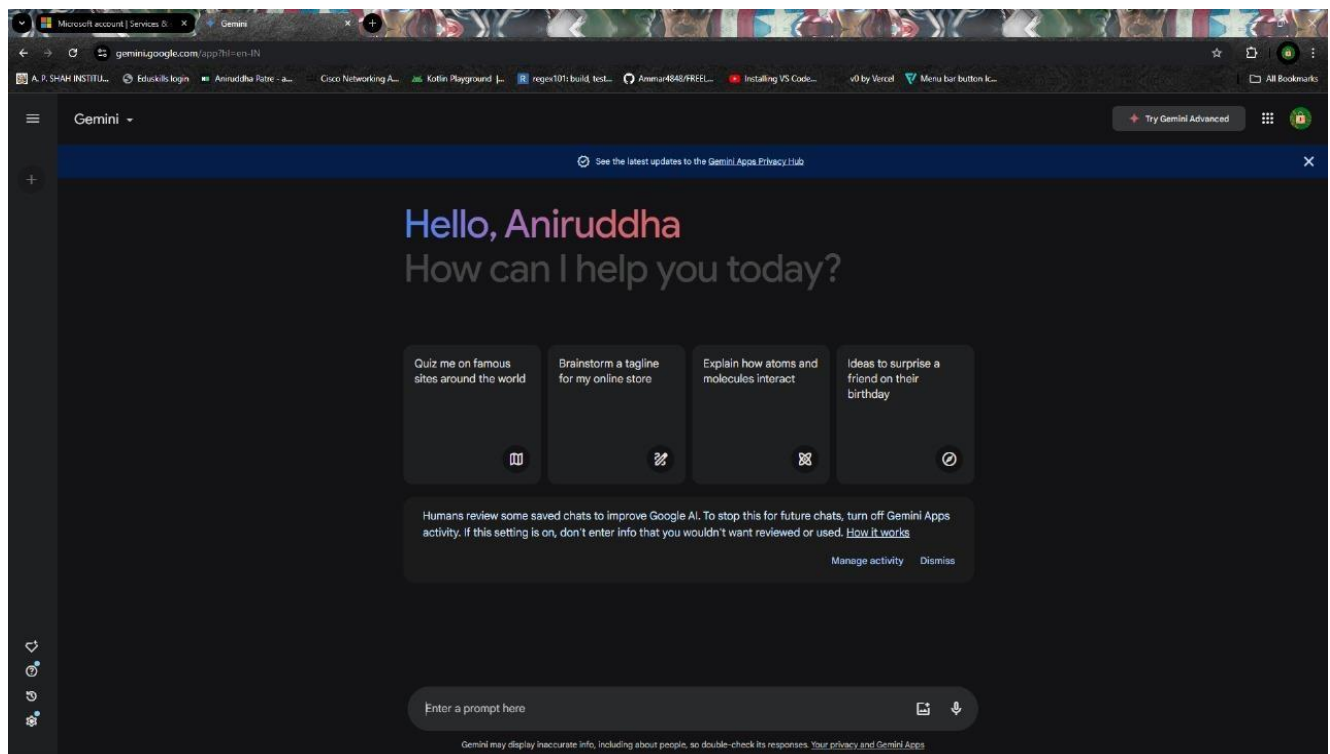 Microsoft account | Services &
Gemini
gemini.google.com/app?hl=en-IN
A. P. SHAH INSTITU...
Eduskills login
Aniruddha Patre - a...
Cisco Networking A...
Kotlin Playground |...
regex101: build, test...
Ammar4848/FREEL...
Installing VS Code...
v0 by Vercel
Menu bar button Ic...
All Bookmarks
Gemini
Try Gemini Advanced
See the latest updates to the Gemini Apps Privacy Hub
Hello, Aniruddha
How can I help you today?
Quiz me on famous
sites around the world
Brainstorm a tagline
for my online store
Explain how atoms and
molecules interact
Ideas to surprise a
friend on their
birthday
Humans review some saved chats to improve Google AI. To stop this for future chats, turn off Gemini Apps
activity. If this setting is on, don't enter info that you wouldn't want reviewed or used. How it works
Manage activity Dismiss
Enter a prompt here
Gemini may display inaccurate info, including about people, so double-check its responses. Your privacy and Gemini Apps